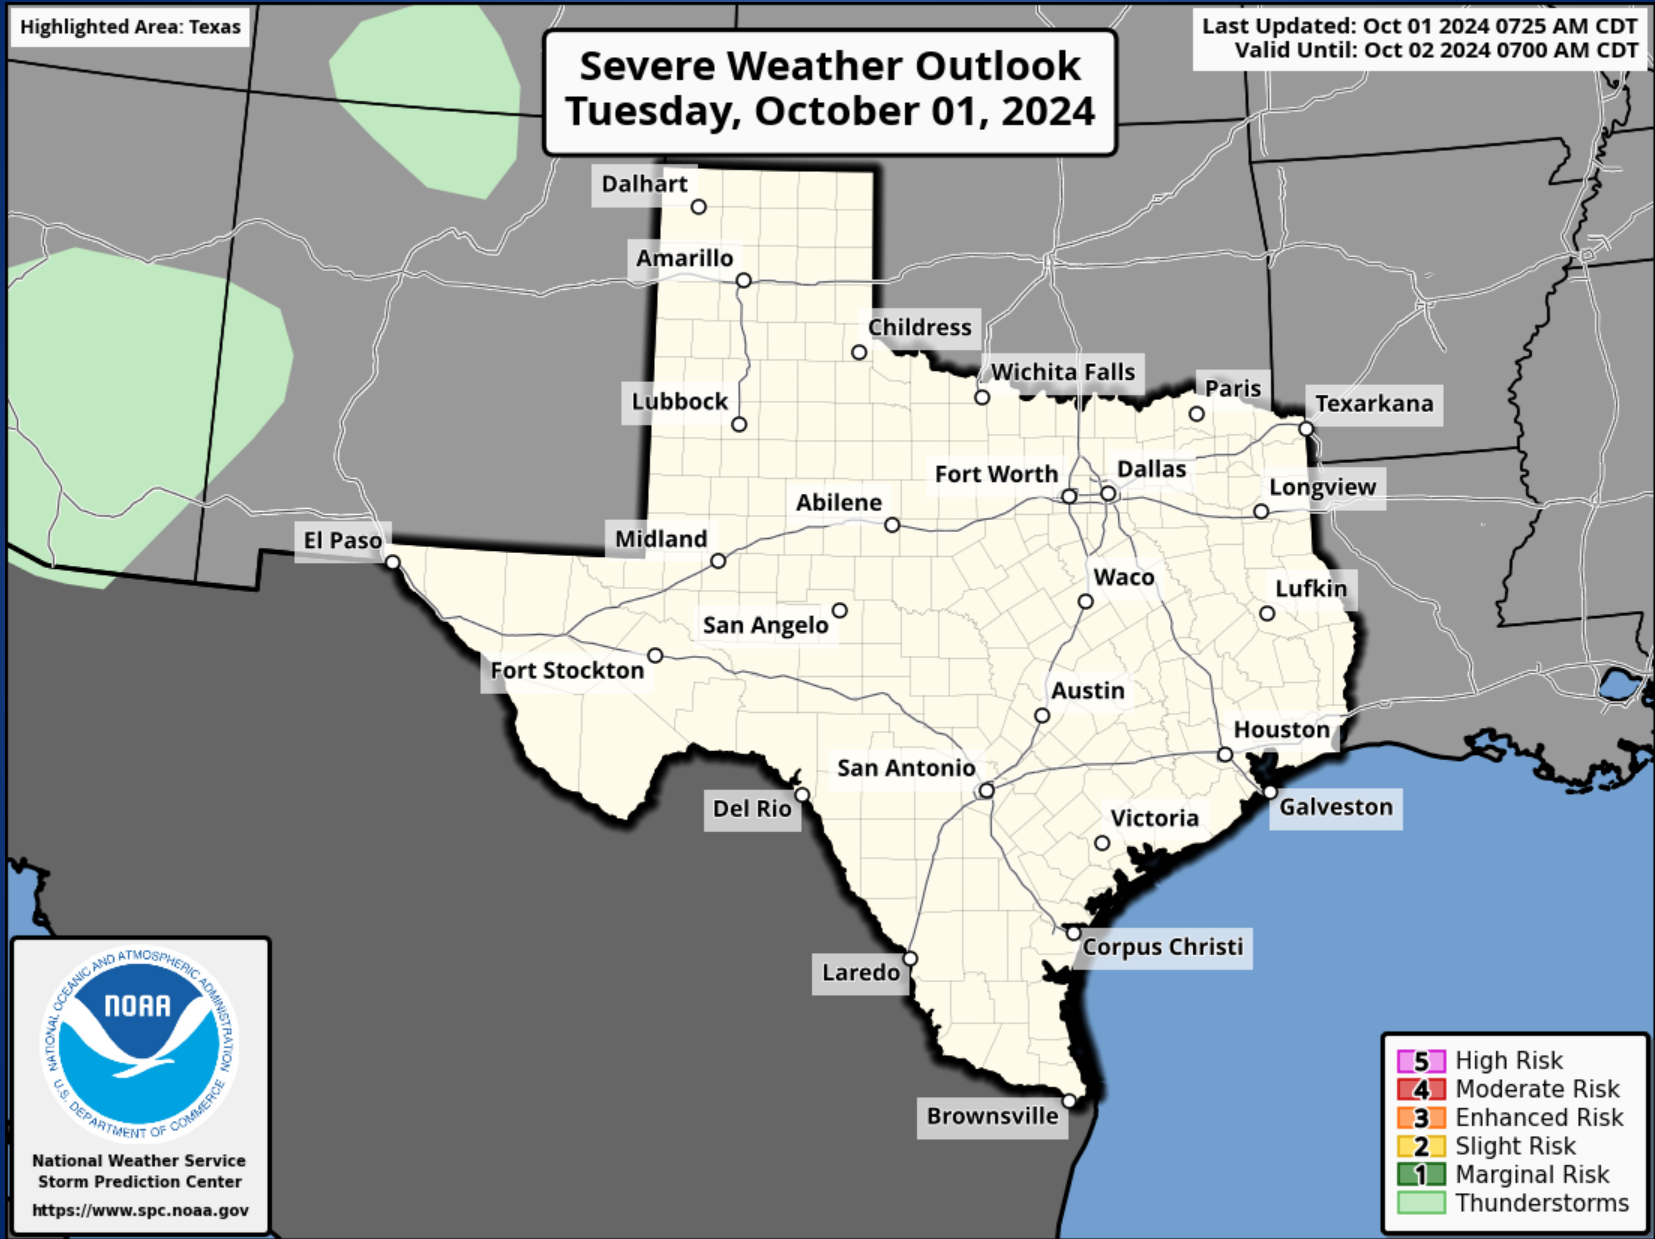 Highlighted Area: Texas
Severe Weather Outlook
Tuesday, October 01, 2024
Last Updated: Oct 01 2024 0725 AM CDT
Valid Until: Oct 02 2024 0700 AM CDT
Dalhart
Amarillo
Childress
Wichita Falls
Paris
Texarkana
Lubbock
Fort Worth
Dallas
Longview
Abilene
El Paso
Midland
Waco
Lufkin
San Angelo
Fort Stockton
Austin
Houston
San Antonio
Del Rio
Galveston
Victoria
Corpus Christi
Laredo
Brownsville
NATIONAL OCEANIC AND ATMOSPHERIC ADMINISTRATION
NOAA
U.S. DEPARTMENT OF COMMERCE
National Weather Service
Storm Prediction Center
https://www.spc.noaa.gov
5 High Risk
4 Moderate Risk
3 Enhanced Risk
2 Slight Risk
1 Marginal Risk
Thunderstorms